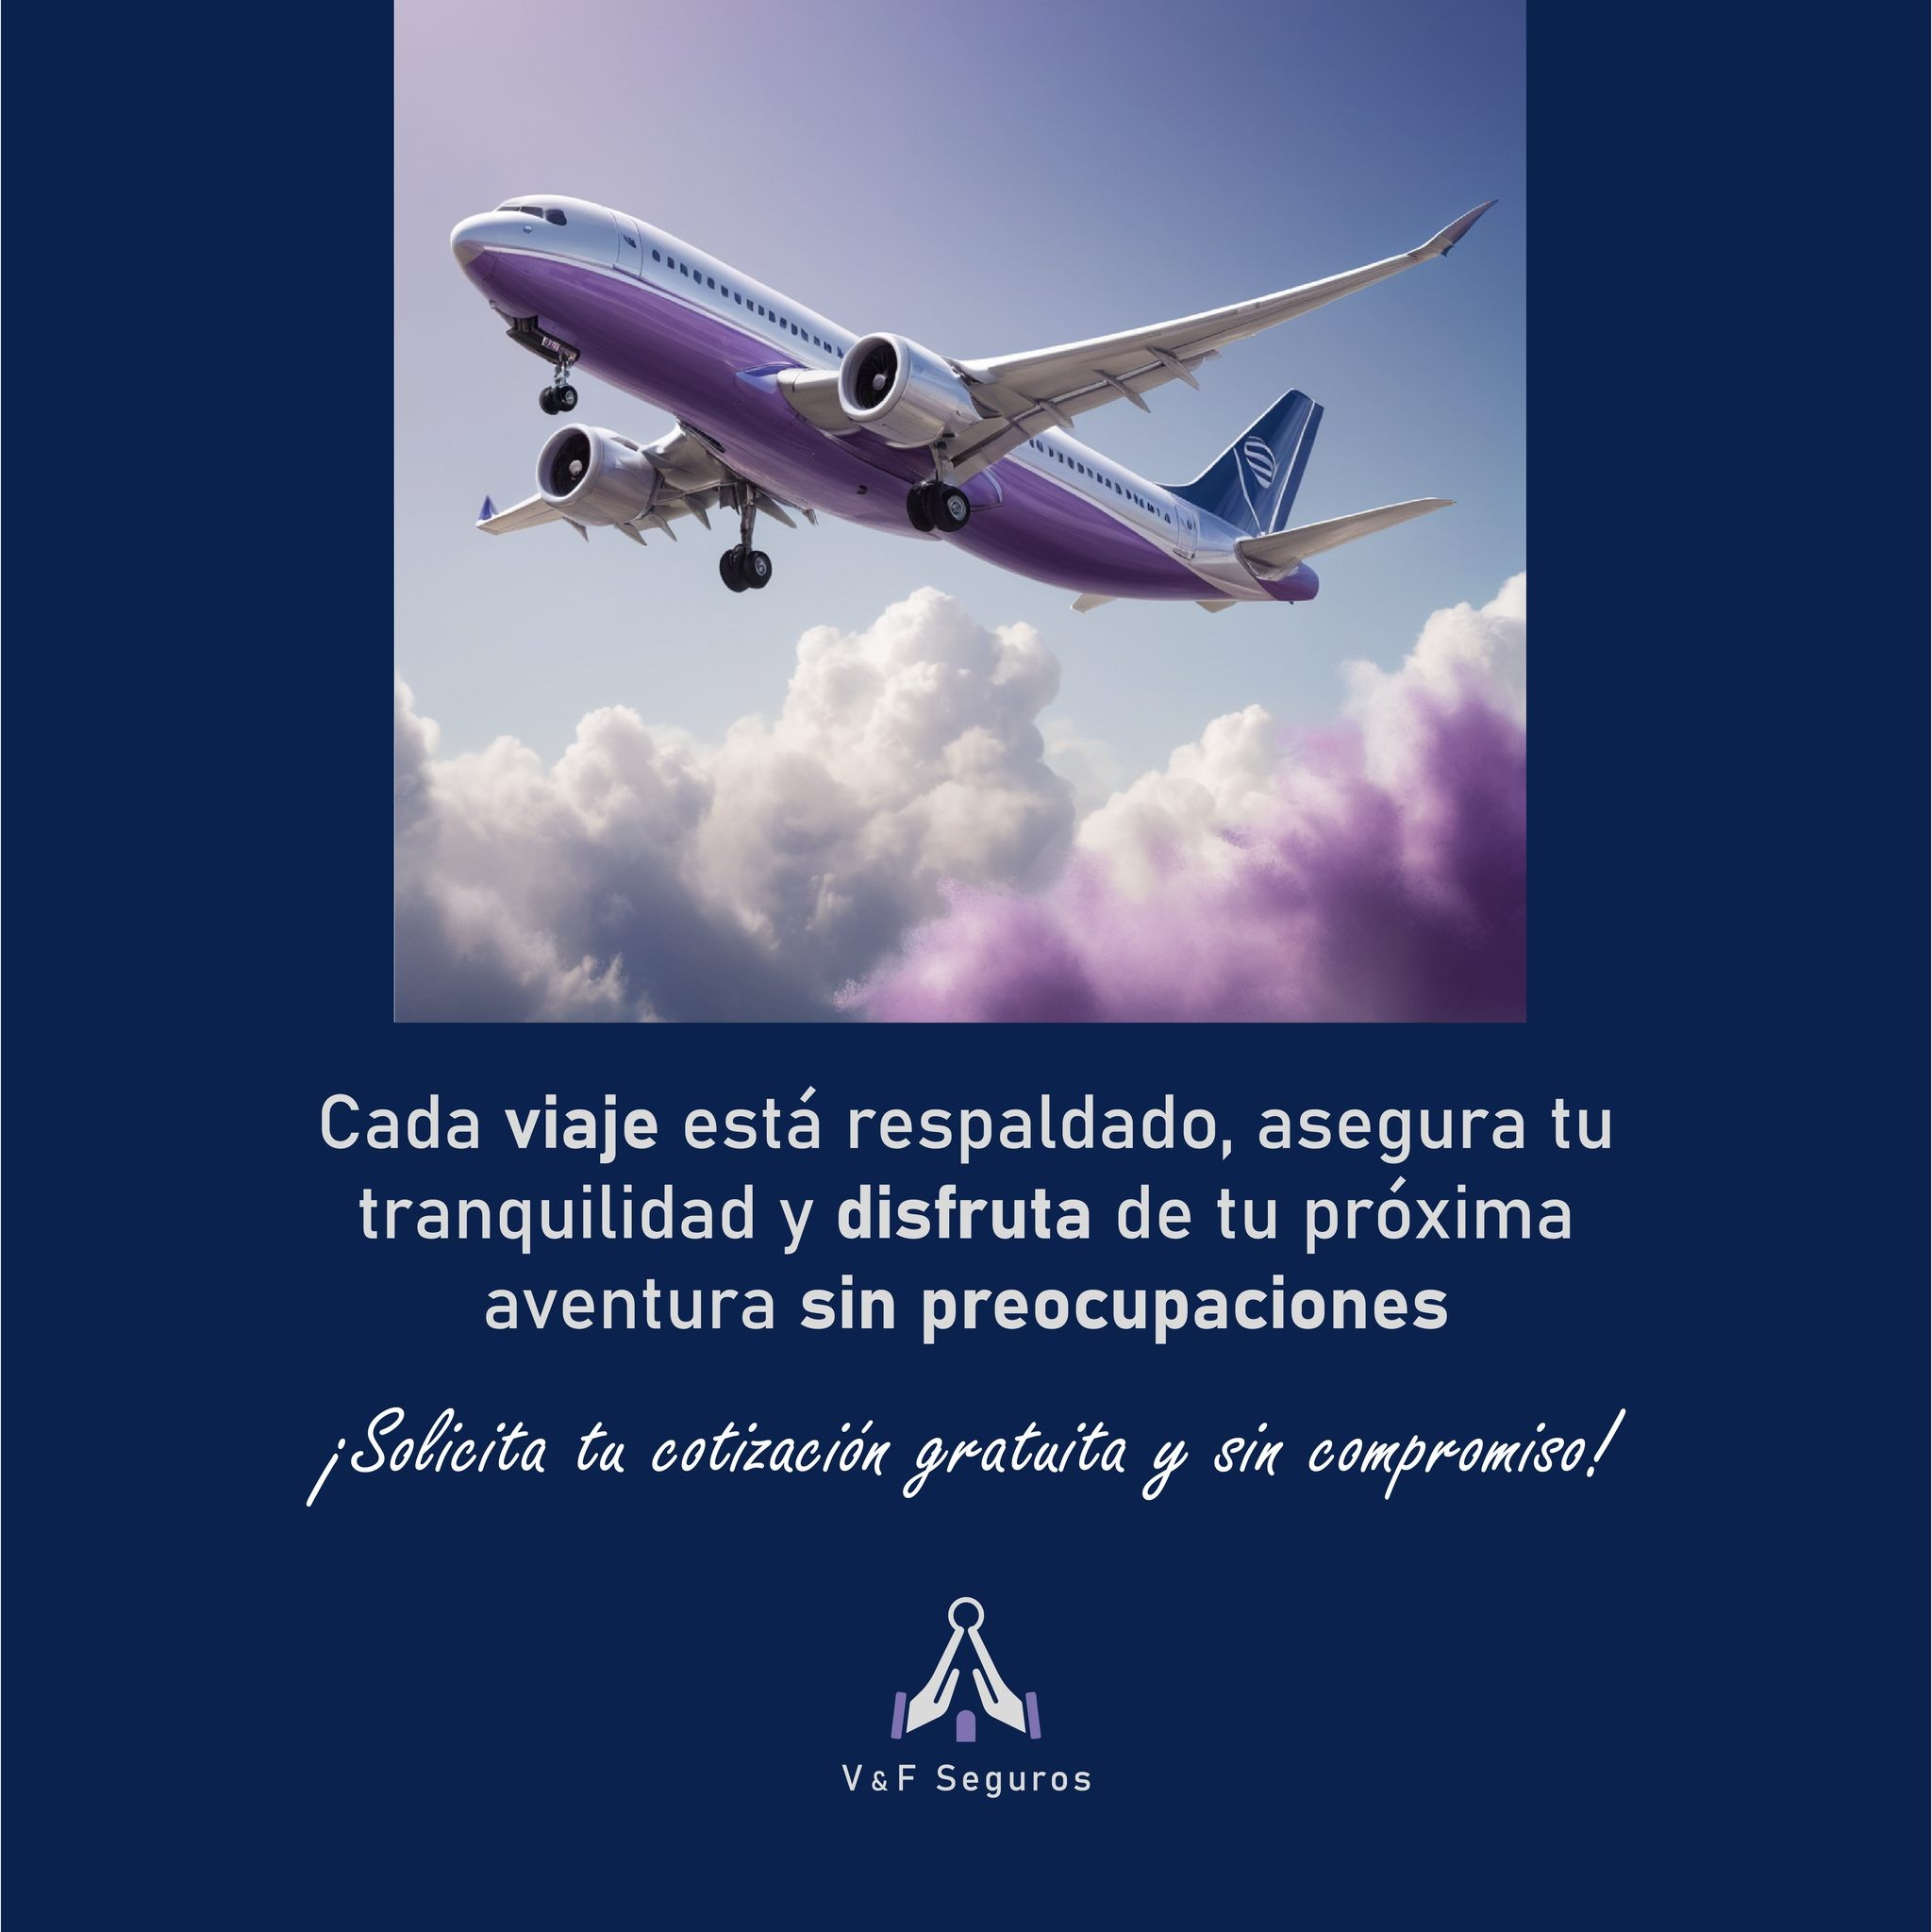 Cada viaje está respaldado, asegura tu
tranquilidad y disfruta de tu próxima
aventura sin preocupaciones
¡Solicita tu cotización gratuita y sin compromiso!
V&F Seguros